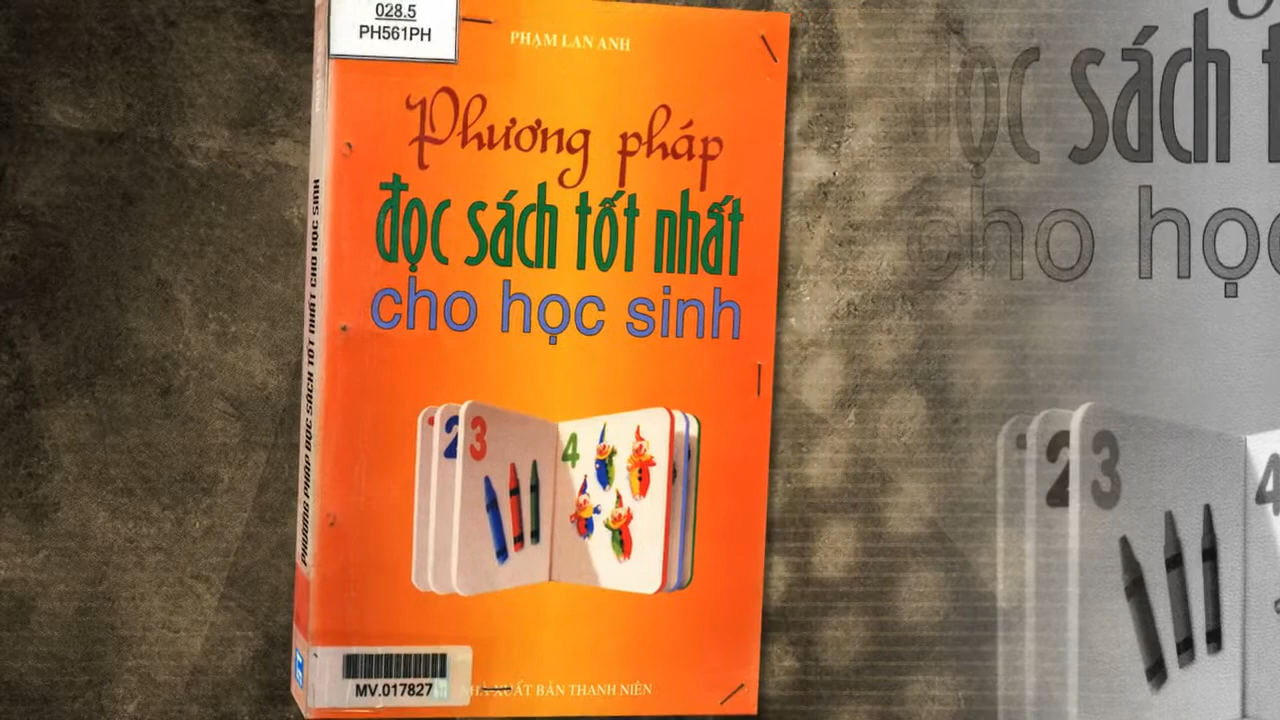 028.5
PH561PH
PHẠM LAN ANH
Phương pháp
đọc sách tốt nhất
cho học sinh
PHƯƠNG PHÁP ĐỌC SÁCH TỐT NHẤT CHO HỌC SINH
2
3
4
MV.017827
NHÀ XUẤT BẢN THANH NIÊN
ọc sách t
cho họ
2
3
4